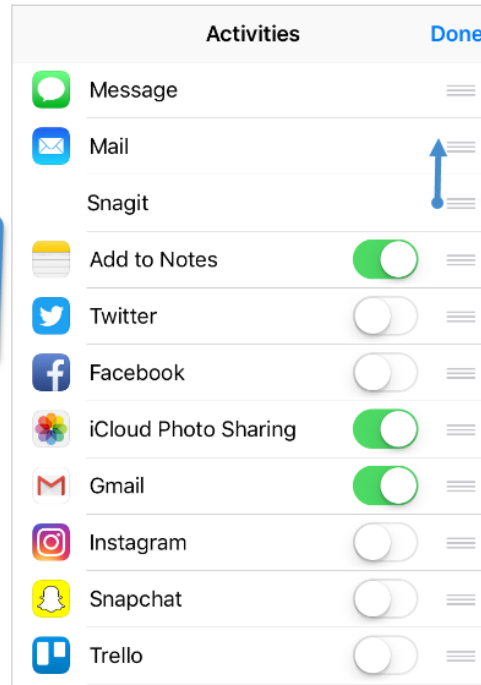 Activities
Done
Message
Mail
Snagit
Add to Notes
Twitter
Facebook
iCloud Photo Sharing
Gmail
Instagram
Snapchat
Trello